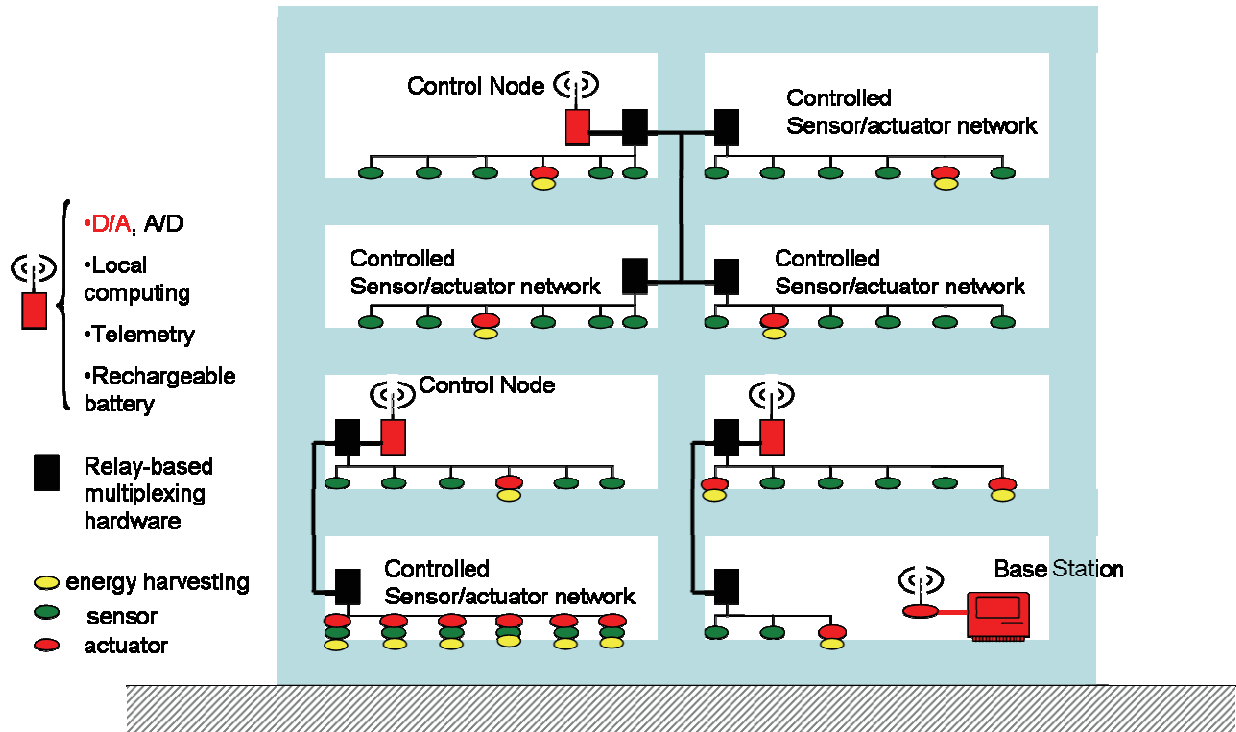 Control Node
Controlled
Sensor/actuator network
•D/A, A/D
•Local
computing
•Telemetry
•Rechargeable
battery
Relay-based
multiplexing
hardware
energy harvesting
sensor
actuator
Controlled
Sensor/actuator network
Controlled
Sensor/actuator network
Control Node
Controlled
Sensor/actuator network
Base Station